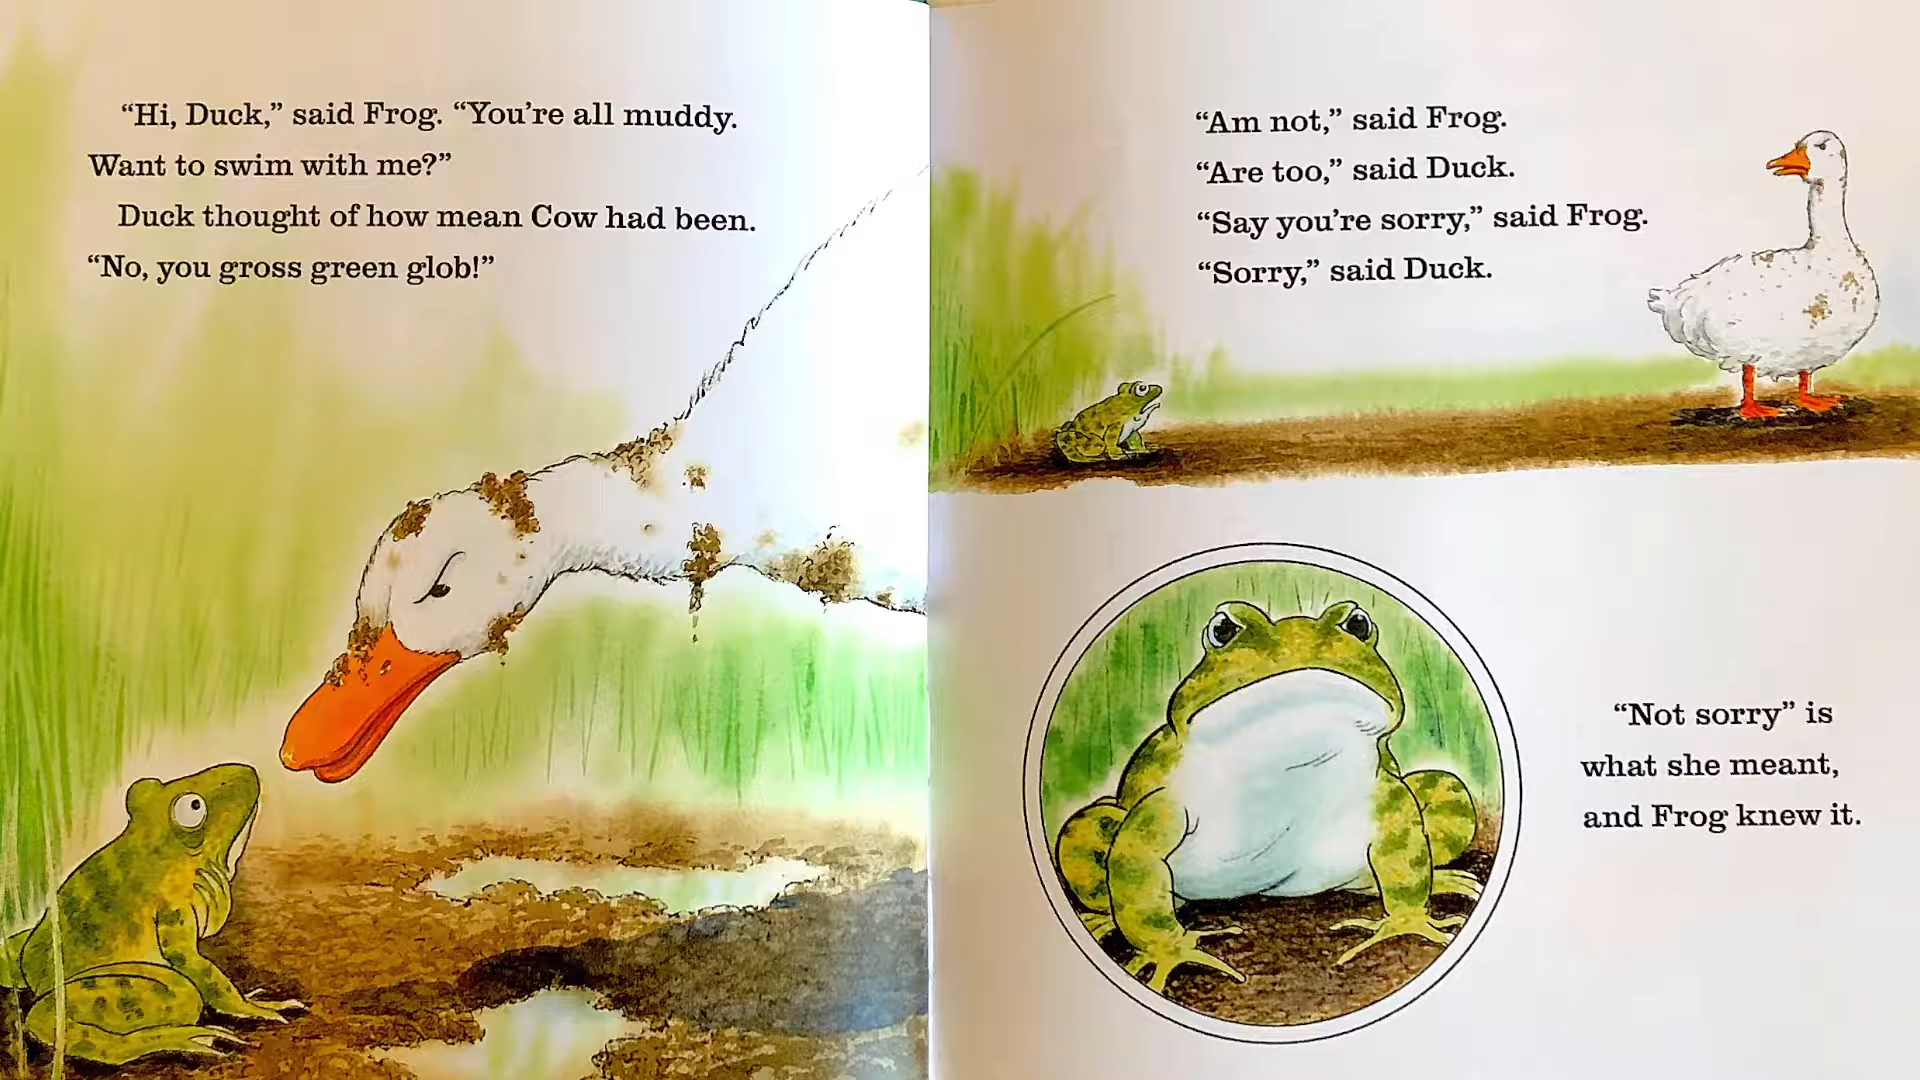 “Hi, Duck,” said Frog. “You’re all muddy.
Want to swim with me?”
Duck thought of how mean Cow had been.
“No, you gross green glob!”
“Am not,” said Frog.
“Are too,” said Duck.
“Say you’re sorry,” said Frog.
“Sorry,” said Duck.
“Not sorry” is
what she meant,
and Frog knew it.